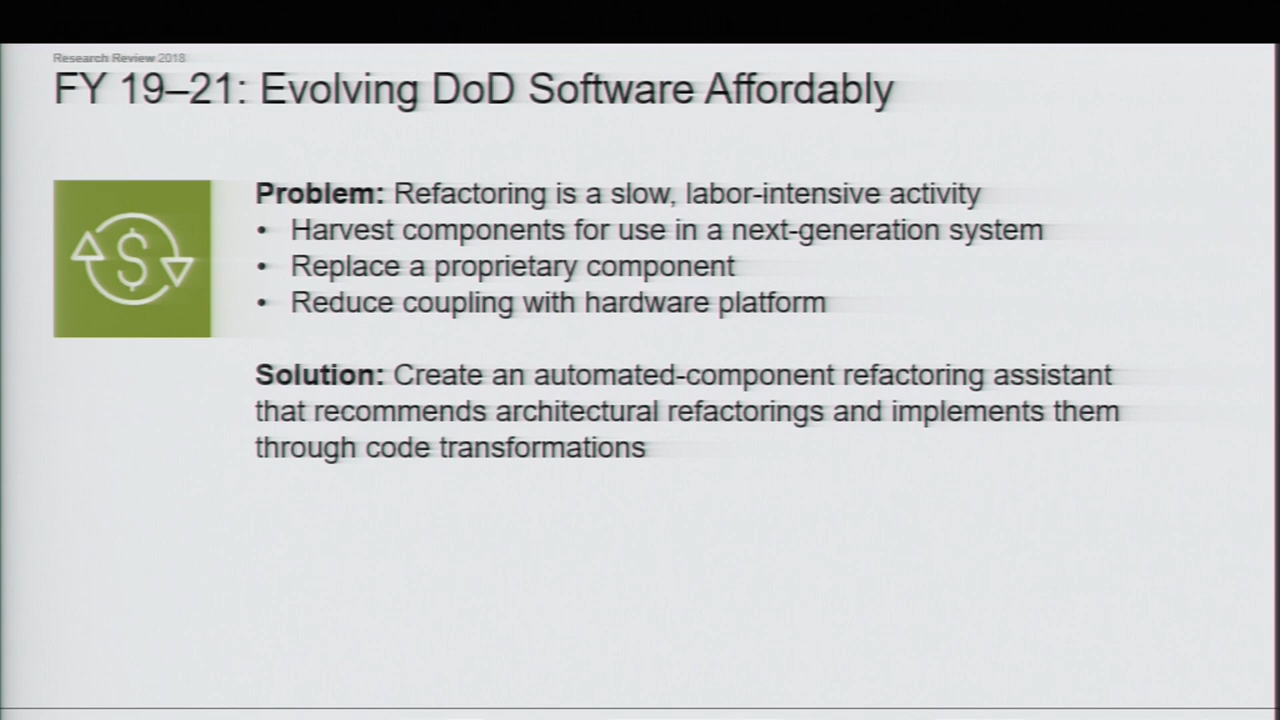 Research Review 2018
FY 19–21: Evolving DoD Software Affordably
$
Problem: Refactoring is a slow, labor-intensive activity
• Harvest components for use in a next-generation system
• Replace a proprietary component
• Reduce coupling with hardware platform
Solution: Create an automated-component refactoring assistant
that recommends architectural refactorings and implements them
through code transformations